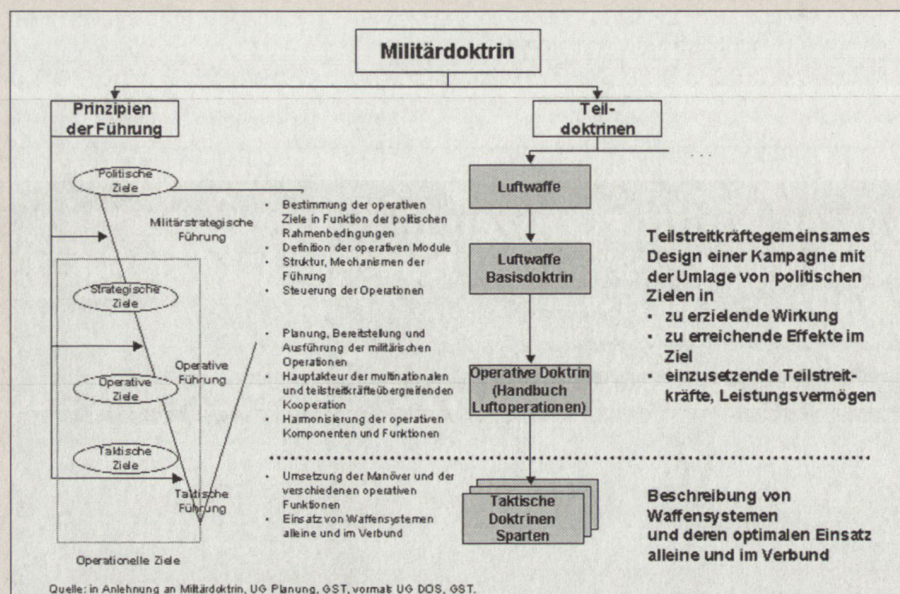 Militärdoktrin
Prinzipien
der Führung
Politische
Ziele
Militärstrategische
Führung
Strategische
Ziele
Operative
Führung
Operative
Ziele
Taktische
Ziele
Taktische
Führung
Operationelle Ziele
• Bestimmung der operativen
Ziele in Funktion der politischen
Rahmenbedingungen
• Definition der operativen Module
• Struktur, Mechanismen der
Führung
• Steuerung der Operationen
• Planung, Bereitstellung und
Ausführung der militärischen
Operationen
• Hauptakteur der multinationalen
und teilstreitkräfteübergreifenden
Kooperation
• Harmonisierung der operativen
Komponenten und Funktionen
• Umsetzung der Manöver und der
verschiedenen operativen
Funktionen
• Einsatz von Waffensystemen
alleine und im Verbund
Teil-
doktrinen
...
Luftwaffe
Luftwaffe
Basisdoktrin
Operative Doktrin
(Handbuch
Luftoperationen)
Taktische
Doktrinen
Sparten
Teilstreitkräftegemeinsames
Design einer Kampagne mit
der Umlage von politischen
Zielen in
• zu erzielende Wirkung
• zu erreichende Effekte im
Ziel
• einzusetzende Teilstreit-
kräfte, Leistungsvermögen
Beschreibung von
Waffensystemen
und deren optimalen Einsatz
alleine und im Verbund
Quelle: in Anlehnung an Militärdoktrin, UG Planung, GST, vormals UG DOS, GST.